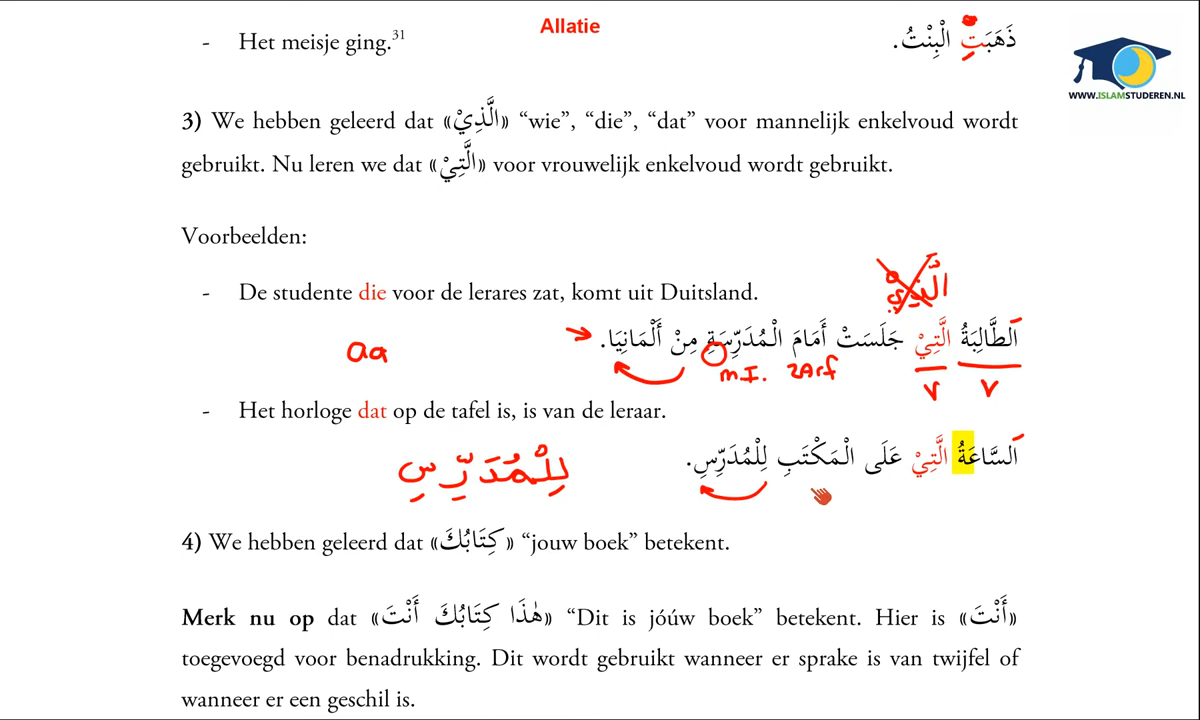 Allatie
- Het meisje ging.31 ذَهَبَتِ الْبِنْتُ.
WWW.ISLAMSTUDEREN.NL
3) We hebben geleerd dat «الَّذِيْ» “wie”, “die”, “dat” voor mannelijk enkelvoud wordt
gebruikt. Nu leren we dat «الَّتِيْ» voor vrouwelijk enkelvoud wordt gebruikt.
Voorbeelden:
- De studente die voor de lerares zat, komt uit Duitsland.
اَلطَّالِبَةُ الَّتِيْ جَلَسَتْ أَمَامَ الْمُدَرِّسَةِ مِنْ أَلْمَانِيَا.
aa
m.I. zarf v v
- Het horloge dat op de tafel is, is van de leraar.
اَلسَّاعَةُ الَّتِيْ عَلَى الْمَكْتَبِ لِلْمُدَرِّسِ.
لِلْمُدَرِّسِ
4) We hebben geleerd dat «كِتَابُكَ» “jouw boek” betekent.
Merk nu op dat «هٰذَا كِتَابُكَ أَنْتَ» “Dit is jóúw boek” betekent. Hier is «أَنْتَ»
toegevoegd voor benadrukking. Dit wordt gebruikt wanneer er sprake is van twijfel of
wanneer er een geschil is.